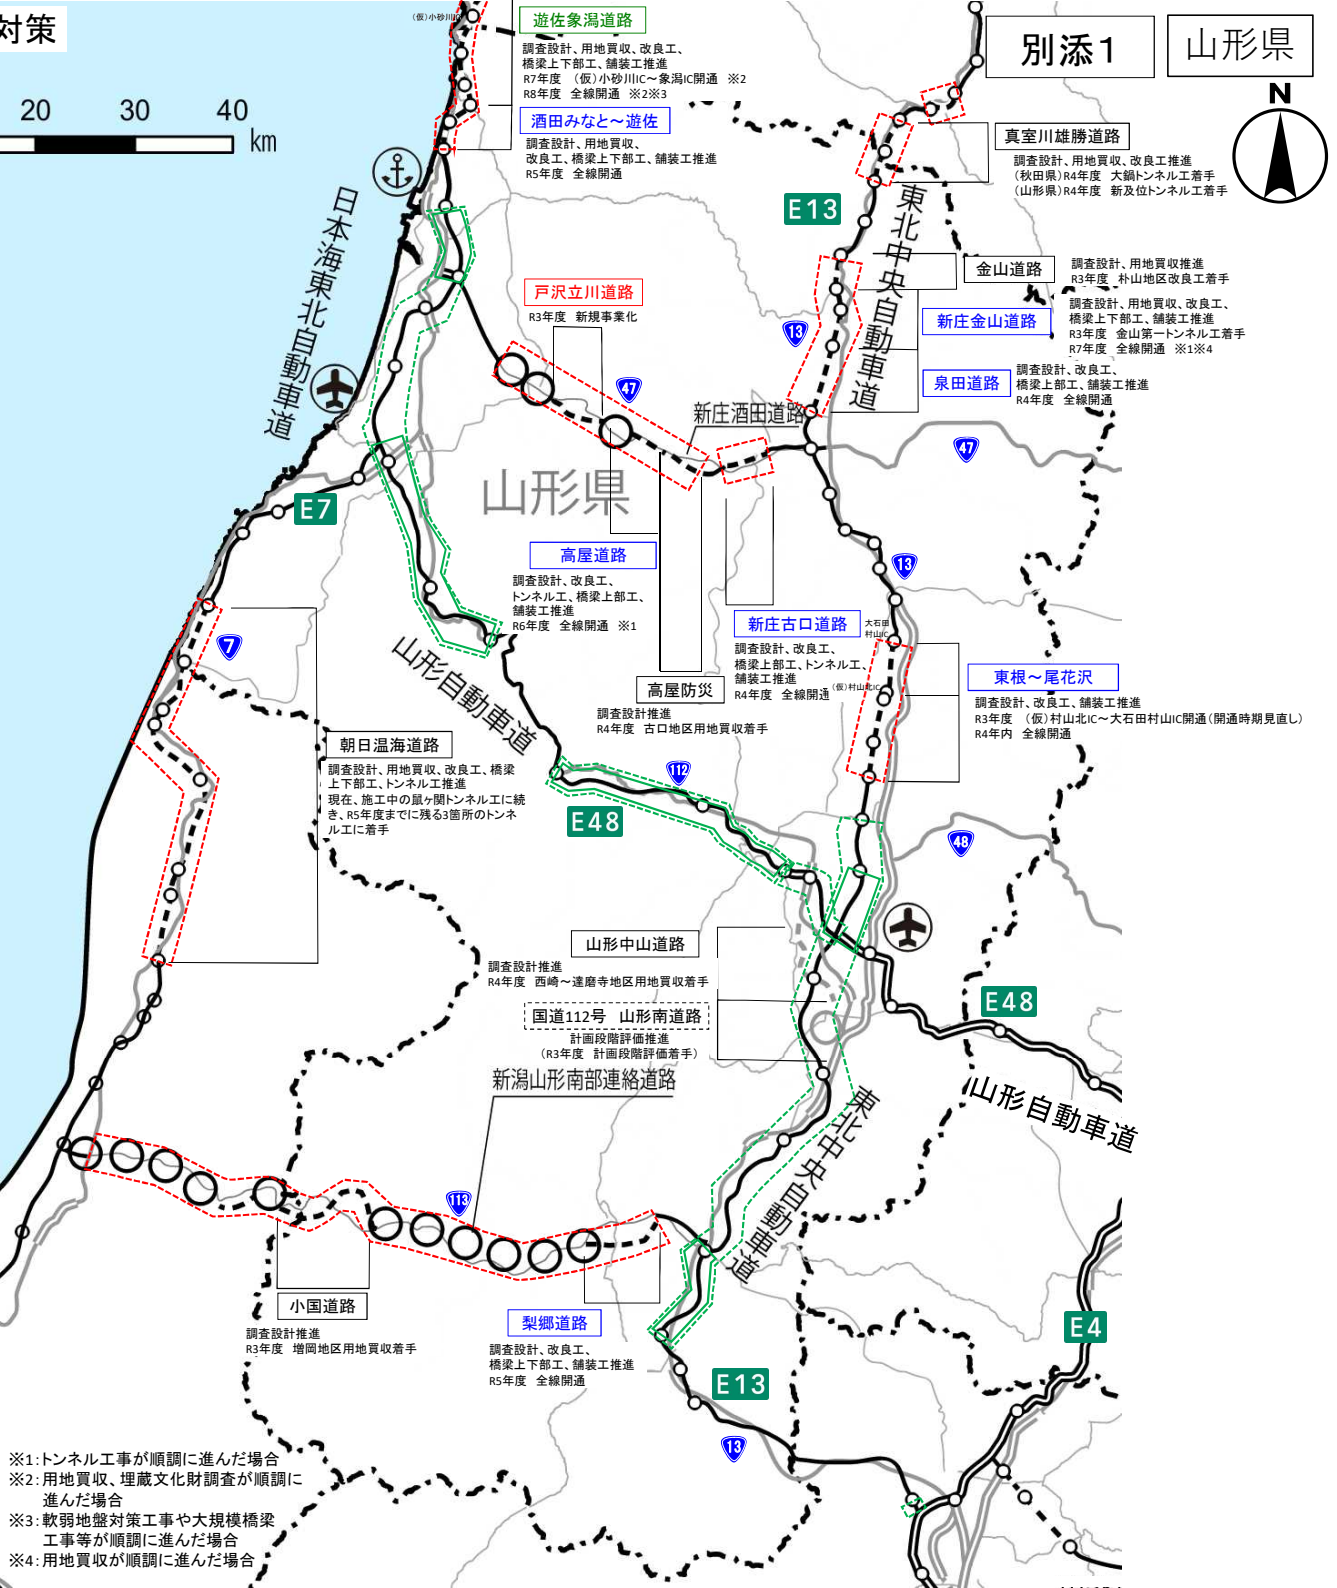 対策
別添1
山形県
N
20 30 40 km
(仮)小砂川IC
遊佐象潟道路
調査設計、用地買収、改良工、
橋梁上下部工、舗装工推進
R7年度 (仮)小砂川IC～象潟IC開通 ※2
R8年度 全線開通 ※2※3
酒田みなと～遊佐
調査設計、用地買収、
改良工、橋梁上下部工、舗装工推進
R5年度 全線開通
真室川雄勝道路
調査設計、用地買収、改良工推進
(秋田県)R4年度 大鍋トンネル工着手
(山形県)R4年度 新及位トンネル工着手
E13
東北中央自動車道
日本海東北自動車道
金山道路
調査設計、用地買収推進
R3年度 朴山地区改良工着手
戸沢立川道路
R3年度 新規事業化
新庄金山道路
調査設計、用地買収、改良工、
橋梁上下部工、舗装工推進
R3年度 金山第一トンネル工着手
R7年度 全線開通 ※1※4
13
泉田道路
調査設計、改良工、
橋梁上部工、舗装工推進
R4年度 全線開通
47
新庄酒田道路
47
山形県
E7
高屋道路
調査設計、改良工、
トンネル工、橋梁上部工、
舗装工推進
R6年度 全線開通 ※1
13
新庄古口道路
調査設計、改良工、
橋梁上部工、トンネル工、
舗装工推進
R4年度 全線開通
大石田
村山IC
(仮)村山北IC
7
山形自動車道
高屋防災
調査設計推進
R4年度 古口地区用地買収着手
東根～尾花沢
調査設計、改良工、舗装工推進
R3年度 (仮)村山北IC～大石田村山IC開通(開通時期見直し)
R4年内 全線開通
朝日温海道路
調査設計、用地買収、改良工、橋梁
上下部工、トンネル工推進
現在、施工中の鼠ヶ関トンネル工に続
き、R5年度までに残る3箇所のトンネ
ル工に着手
112
E48
48
山形中山道路
調査設計推進
R4年度 西崎～達磨寺地区用地買収着手
国道112号 山形南道路
計画段階評価推進
(R3年度 計画段階評価着手)
E48
新潟山形南部連絡道路
山形自動車道
東北中央自動車道
113
小国道路
調査設計推進
R3年度 増岡地区用地買収着手
梨郷道路
調査設計、改良工、
橋梁上下部工、舗装工推進
R5年度 全線開通
E4
E13
13
※1:トンネル工事が順調に進んだ場合
※2:用地買収、埋蔵文化財調査が順調に
進んだ場合
※3:軟弱地盤対策工事や大規模橋梁
工事等が順調に進んだ場合
※4:用地買収が順調に進んだ場合